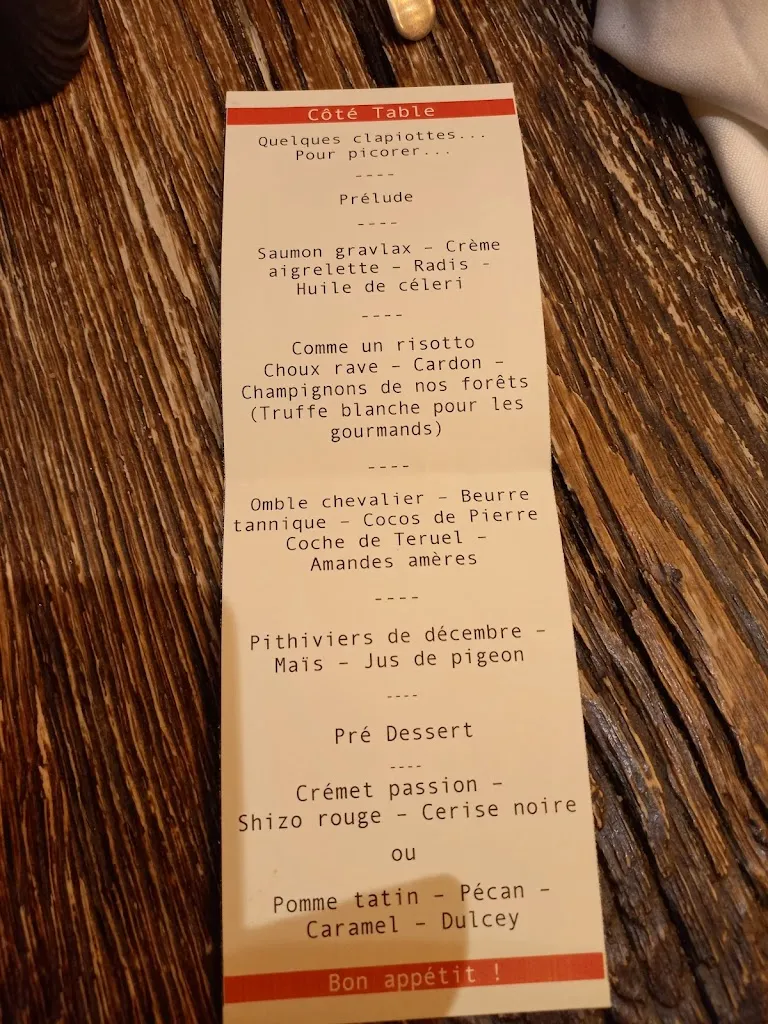 Côté Table
Quelques clapiottes...
Pour picorer...
----
Prélude
----
Saumon gravlax – Crème
aigrelette – Radis -
Huile de céleri
----
Comme un risotto
Choux rave – Cardon –
Champignons de nos forêts
(Truffe blanche pour les
gourmands)
----
Omble chevalier – Beurre
tannique – Cocos de Pierre
Coche de Teruel –
Amandes amères
----
Pithiviers de décembre –
Maïs – Jus de pigeon
----
Pré Dessert
----
Crémet passion –
Shizo rouge – Cerise noire
ou
Pomme tatin – Pécan –
Caramel – Dulcey
Bon appétit !